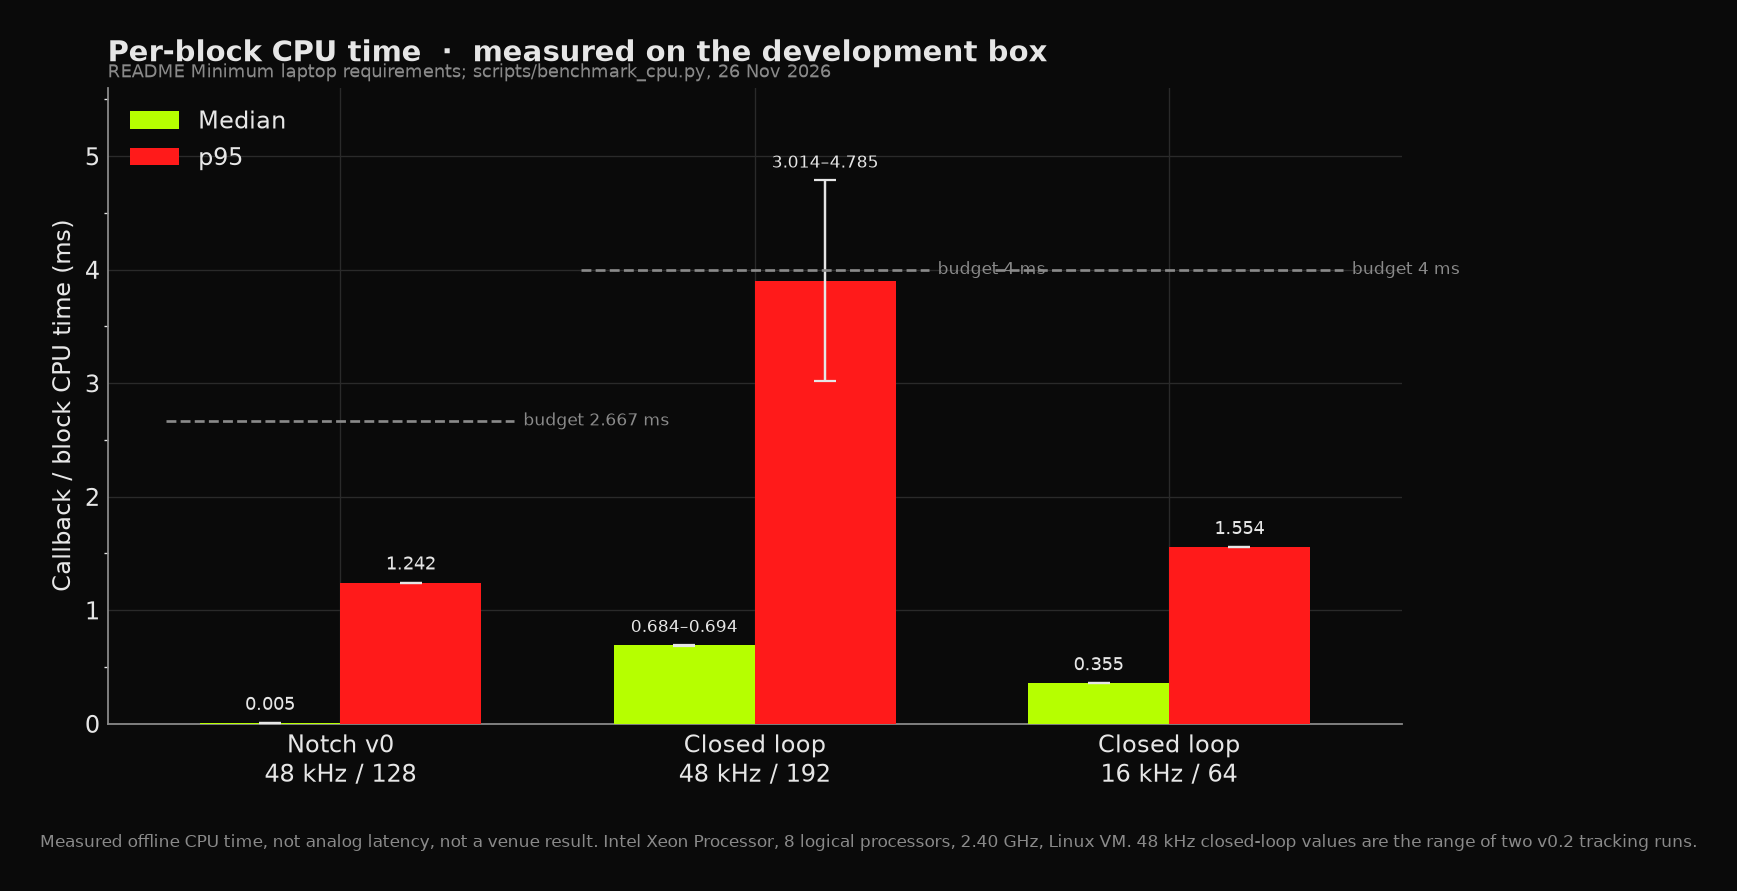 Per-block CPU time · measured on the development box
README Minimum laptop requirements; scripts/benchmark_cpu.py, 26 Nov 2026
Median
p95
Callback / block CPU time (ms)
5
4
3
2
1
0
budget 2.667 ms
budget 4 ms
budget 4 ms
0.005
1.242
0.684–0.694
3.014–4.785
0.355
1.554
Notch v0
48 kHz / 128
Closed loop
48 kHz / 192
Closed loop
16 kHz / 64
Measured offline CPU time, not analog latency, not a venue result. Intel Xeon Processor, 8 logical processors, 2.40 GHz, Linux VM. 48 kHz closed-loop values are the range of two v0.2 tracking runs.